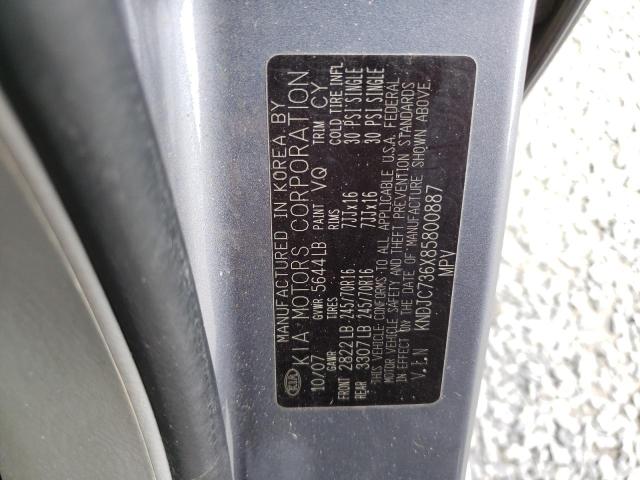 MANUFACTURED IN KOREA. BY
KIA KIA MOTORS CORPORATION
10/07 GVWR: 5644LB PAINT VQ TRIM CY
GAWR TIRES RIMS COLD TIRE INFL
FRONT 2822LB 245/70R16 7JJx16 30 PSI SINGLE
REAR 3307LB 245/70R16 7JJx16 30 PSI SINGLE
THIS VEHICLE CONFORMS TO ALL APPLICABLE U.S.A. FEDERAL
MOTOR VEHICLE SAFETY AND THEFT PREVENTION STANDARDS
IN EFFECT ON THE DATE OF MANUFACTURE SHOWN ABOVE.
V.I.N KNDJC736X85800887
MPV